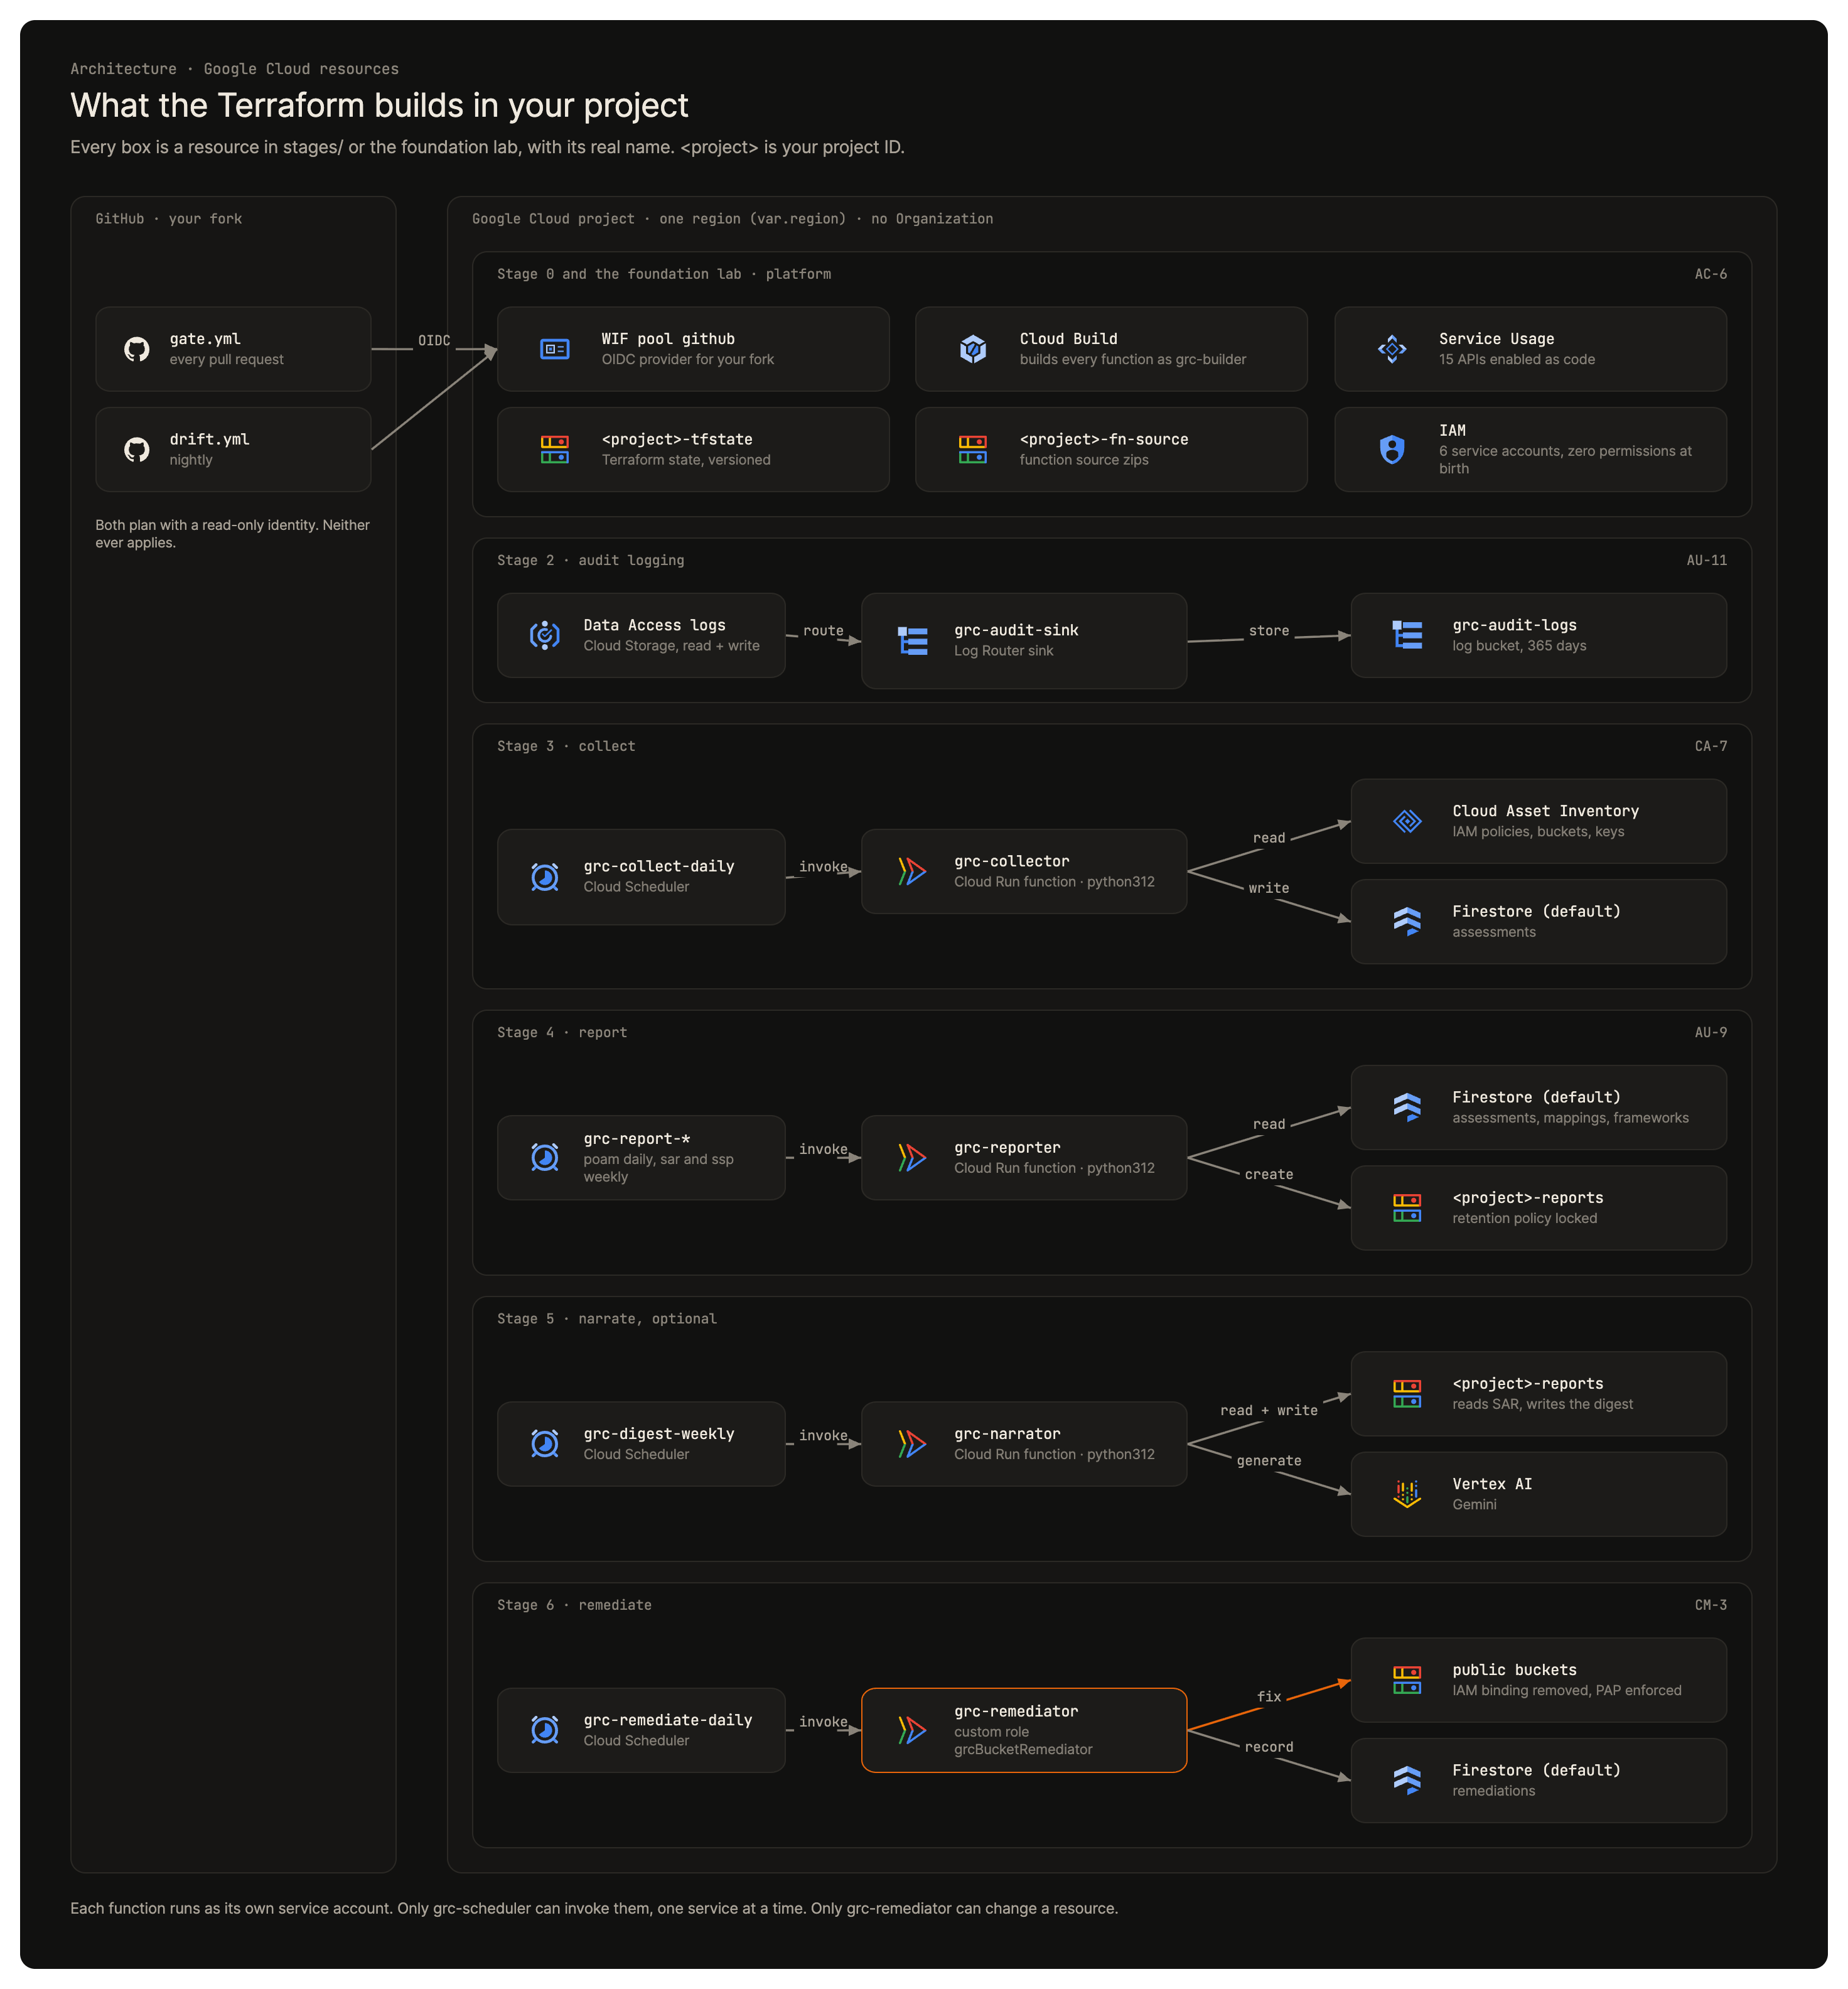 Architecture · Google Cloud resources
What the Terraform builds in your project
Every box is a resource in stages/ or the foundation lab, with its real name. <project> is your project ID.
GitHub · your fork
gate.yml
every pull request
drift.yml
nightly
Both plan with a read-only identity. Neither
ever applies.
OIDC
Google Cloud project · one region (var.region) · no Organization
Stage 0 and the foundation lab · platform
AC-6
WIF pool github
OIDC provider for your fork
Cloud Build
builds every function as grc-builder
Service Usage
15 APIs enabled as code
<project>-tfstate
Terraform state, versioned
<project>-fn-source
function source zips
IAM
6 service accounts, zero permissions at
birth
Stage 2 · audit logging
AU-11
Data Access logs
Cloud Storage, read + write
route
grc-audit-sink
Log Router sink
store
grc-audit-logs
log bucket, 365 days
Stage 3 · collect
CA-7
grc-collect-daily
Cloud Scheduler
invoke
grc-collector
Cloud Run function · python312
read
write
Cloud Asset Inventory
IAM policies, buckets, keys
Firestore (default)
assessments
Stage 4 · report
AU-9
grc-report-*
poam daily, sar and ssp
weekly
invoke
grc-reporter
Cloud Run function · python312
read
create
Firestore (default)
assessments, mappings, frameworks
<project>-reports
retention policy locked
Stage 5 · narrate, optional
grc-digest-weekly
Cloud Scheduler
invoke
grc-narrator
Cloud Run function · python312
read + write
generate
<project>-reports
reads SAR, writes the digest
Vertex AI
Gemini
Stage 6 · remediate
CM-3
grc-remediate-daily
Cloud Scheduler
invoke
grc-remediator
custom role
grcBucketRemediator
fix
record
public buckets
IAM binding removed, PAP enforced
Firestore (default)
remediations
Each function runs as its own service account. Only grc-scheduler can invoke them, one service at a time. Only grc-remediator can change a resource.